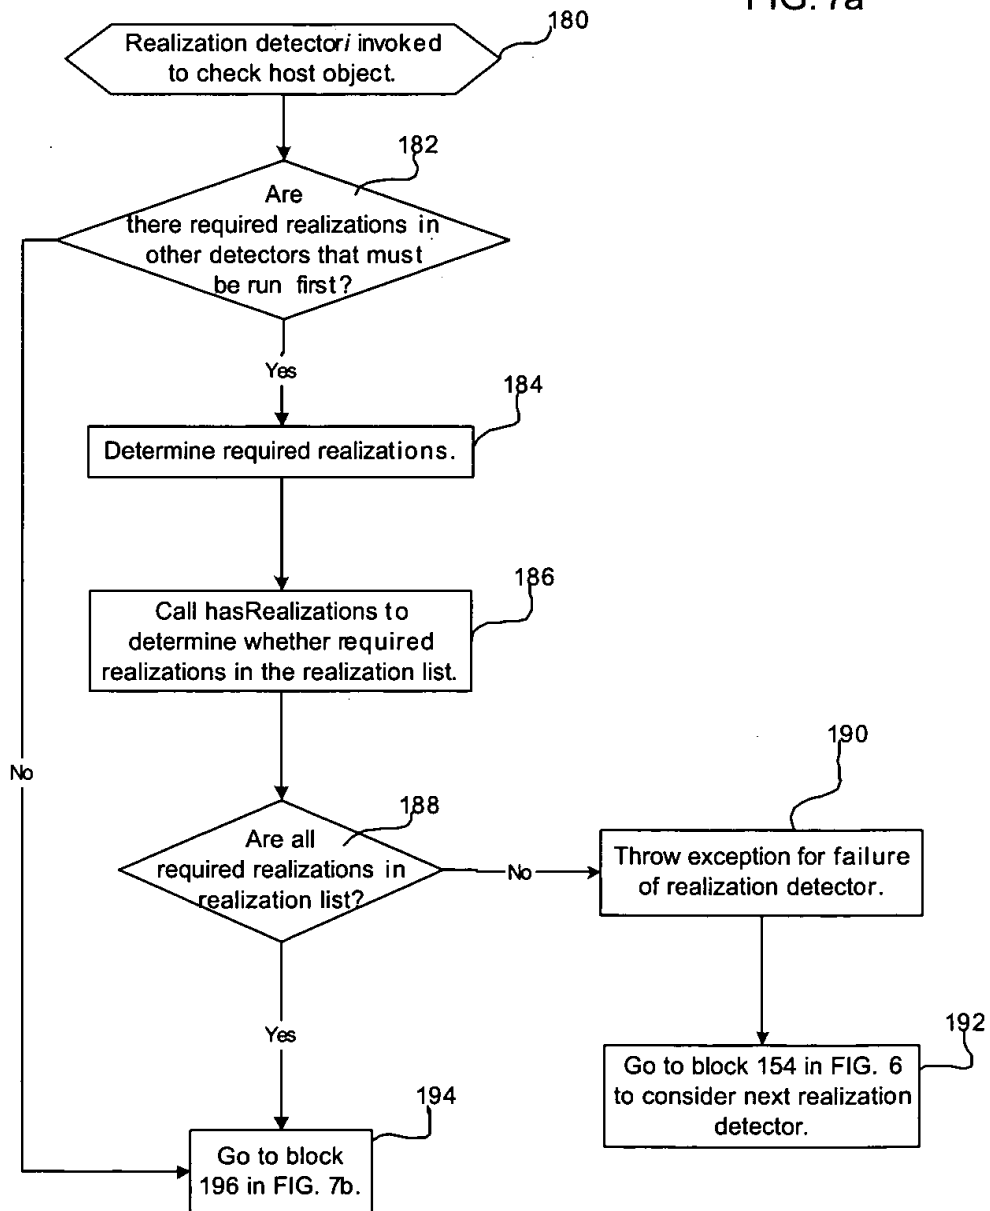 FIG. 7a
180
Realization detector i invoked
to check host object.
182
Are
there required realizations in
other detectors that must
be run first?
Yes
184
Determine required realizations.
186
Call hasRealizations to
determine whether required
realizations in the realization list.
No
188
Are all
required realizations in
realization list?
No
190
Throw exception for failure
of realization detector.
Yes
192
Go to block 154 in FIG. 6
to consider next realization
detector.
194
Go to block
196 in FIG. 7b.